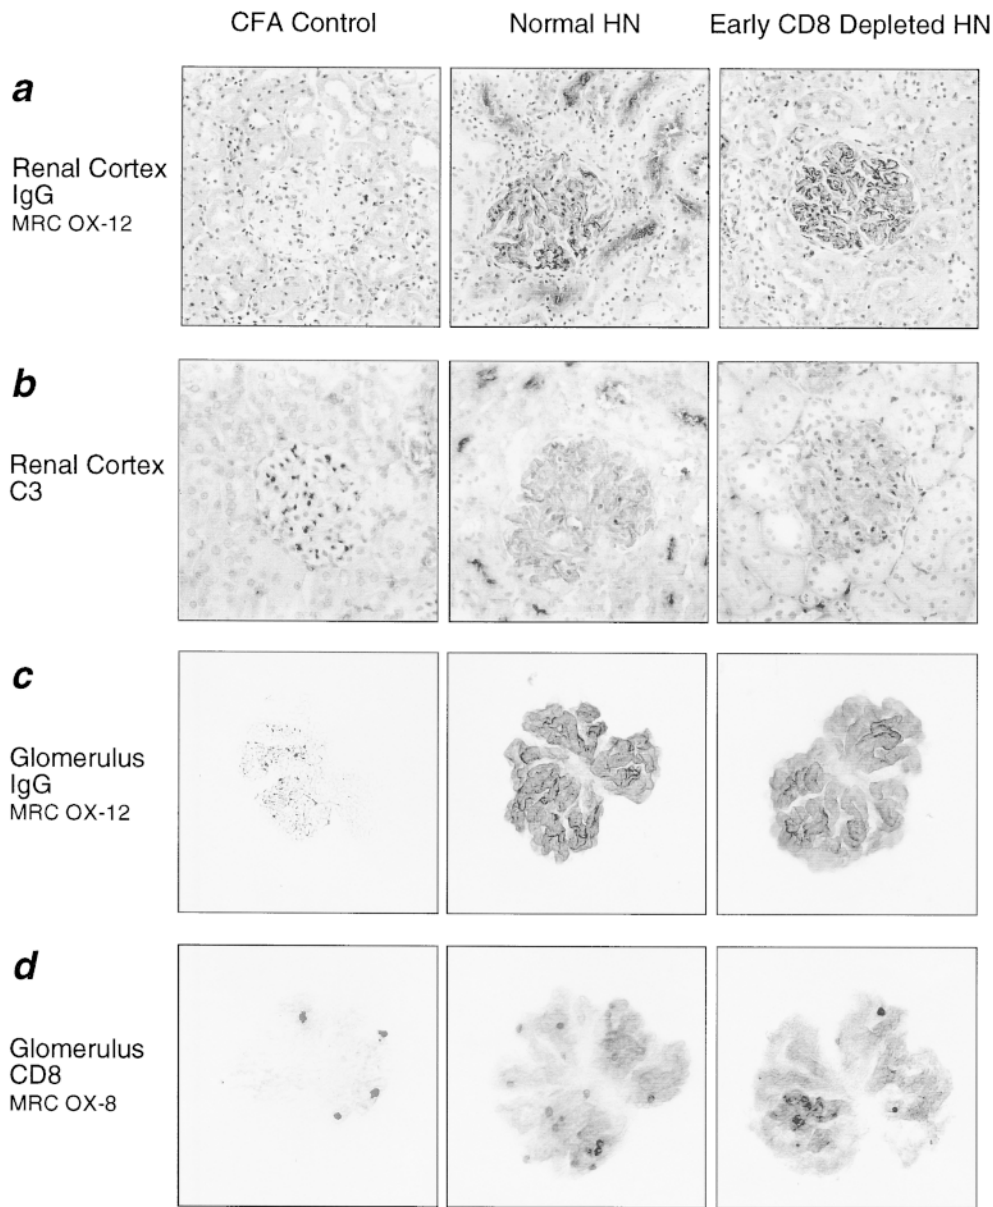 CFA Control
Normal HN
Early CD8 Depleted HN
a
Renal Cortex
IgG
MRC OX-12
b
Renal Cortex
C3
c
Glomerulus
IgG
MRC OX-12
d
Glomerulus
CD8
MRC OX-8